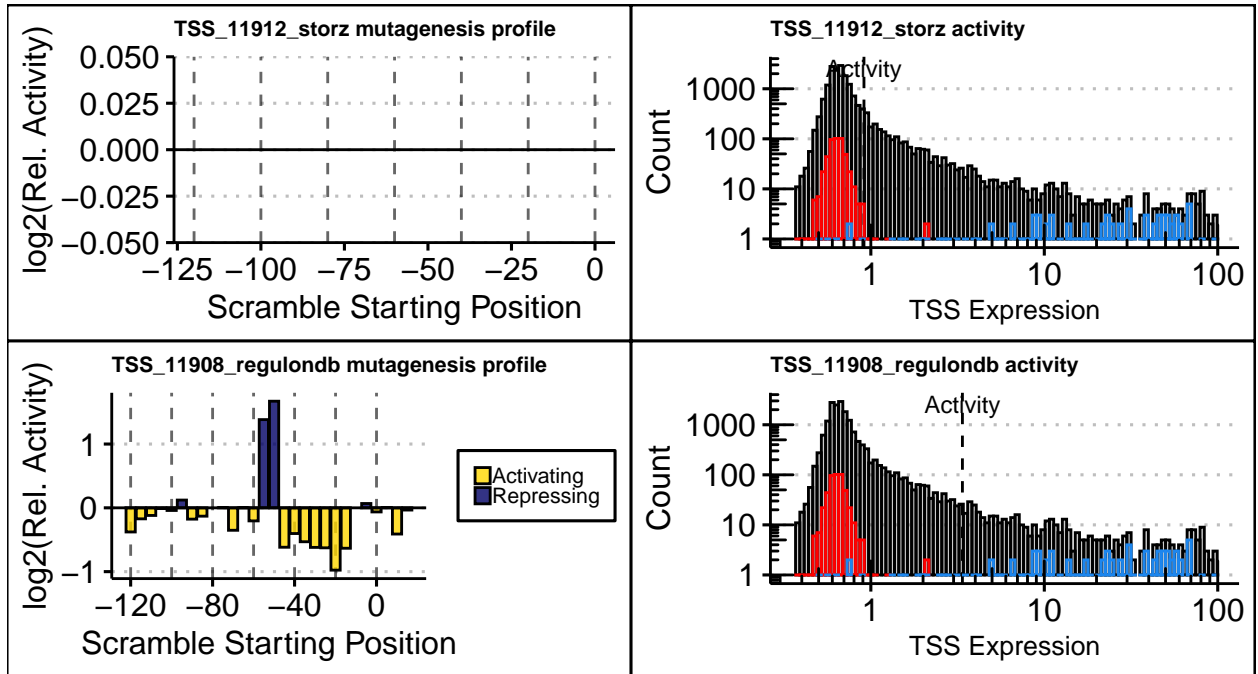 TSS_11912_storz mutagenesis profile
log2(Rel. Activity)
0.050
0.025
0.000
−0.025
−0.050
−125 −100 −75 −50 −25 0
Scramble Starting Position
TSS_11912_storz activity
Activity
Count
1000
100
10
1
1 10 100
TSS Expression
TSS_11908_regulondb mutagenesis profile
log2(Rel. Activity)
1
0
−1
−120 −80 −40 0
Scramble Starting Position
Activating
Repressing
TSS_11908_regulondb activity
Activity
Count
1000
100
10
1
1 10 100
TSS Expression